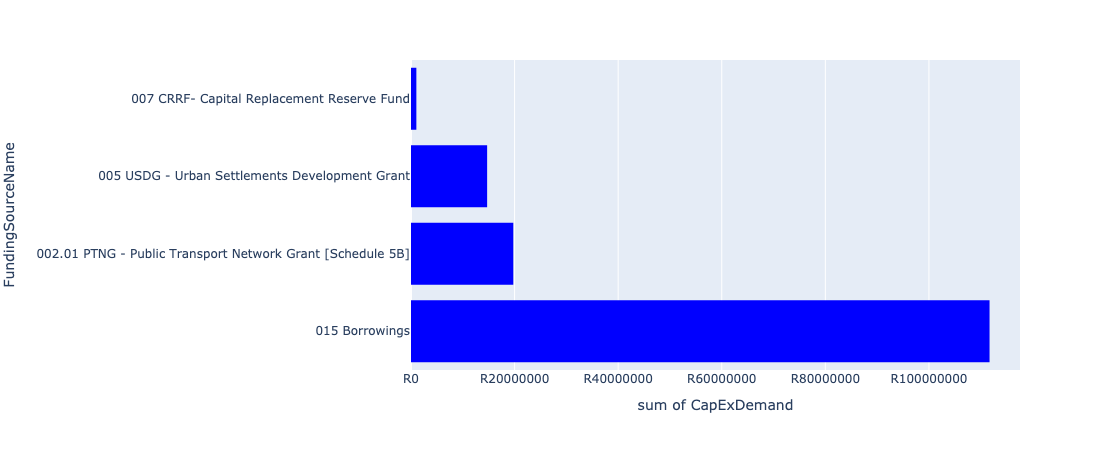 FundingSourceName
007 CRRF- Capital Replacement Reserve Fund
005 USDG - Urban Settlements Development Grant
002.01 PTNG - Public Transport Network Grant [Schedule 5B]
015 Borrowings
R0 R20000000 R40000000 R60000000 R80000000 R100000000
sum of CapExDemand